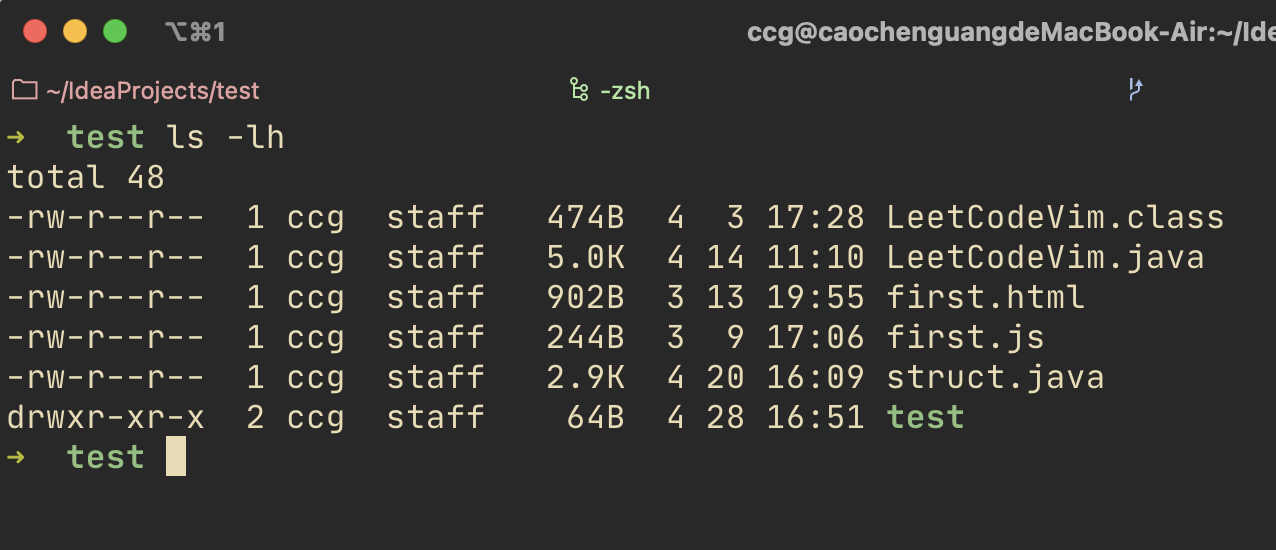 ⌥⌘1 ccg@caochenguangdeMacBook-Air:~/Ide
~/IdeaProjects/test -zsh
➜  test ls -lh
total 48
-rw-r--r--  1 ccg  staff   474B  4  3 17:28 LeetCodeVim.class
-rw-r--r--  1 ccg  staff   5.0K  4 14 11:10 LeetCodeVim.java
-rw-r--r--  1 ccg  staff   902B  3 13 19:55 first.html
-rw-r--r--  1 ccg  staff   244B  3  9 17:06 first.js
-rw-r--r--  1 ccg  staff   2.9K  4 20 16:09 struct.java
drwxr-xr-x  2 ccg  staff    64B  4 28 16:51 test
➜  test